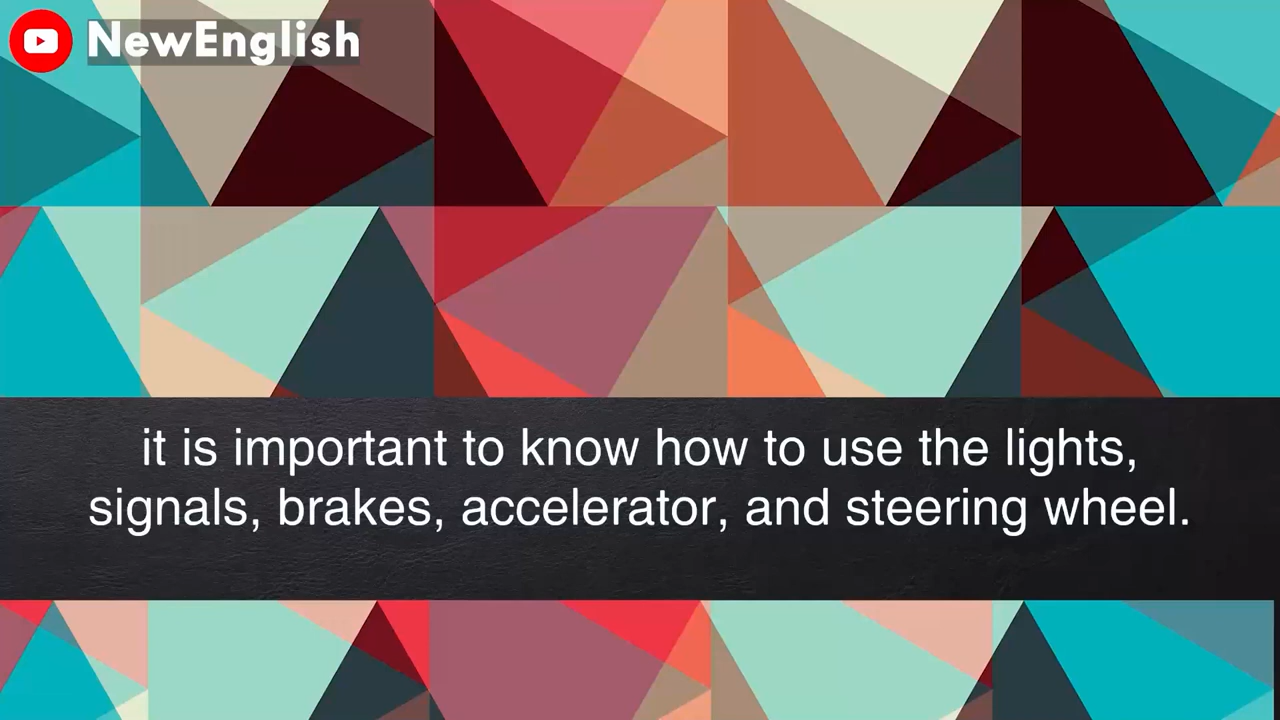 NewEnglish
it is important to know how to use the lights,
signals, brakes, accelerator, and steering wheel.